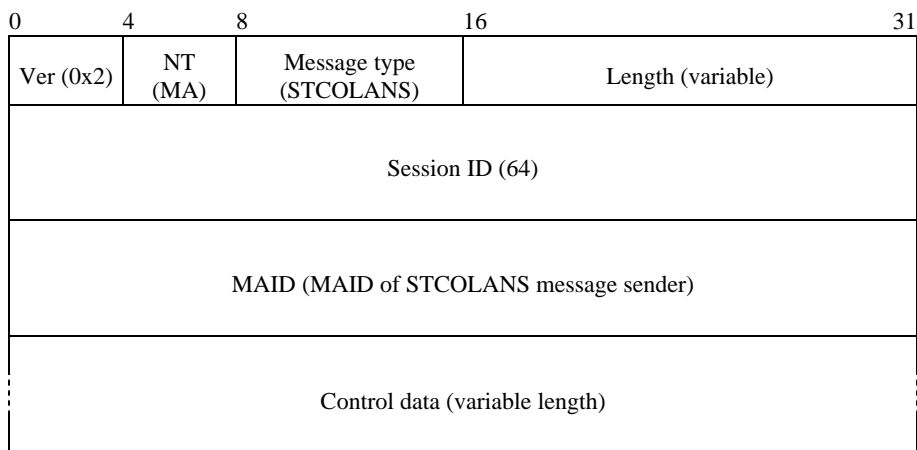 0 4 8 16 31
Ver (0x2) NT (MA) Message type (STCOLANS) Length (variable)
Session ID (64)
MAID (MAID of STCOLANS message sender)
Control data (variable length)